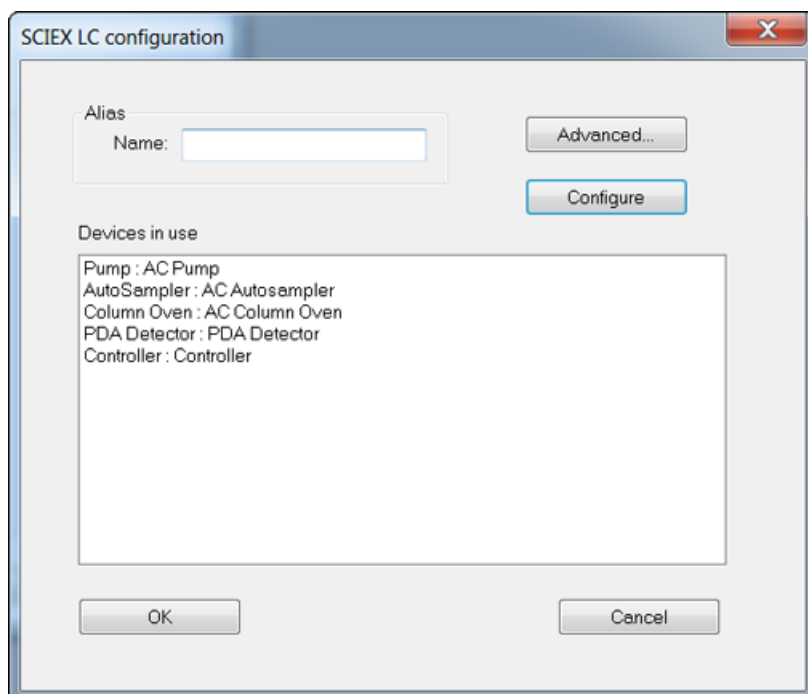 SCIEX LC configuration
Alias
Name:
Advanced...
Configure
Devices in use
Pump : AC Pump
AutoSampler : AC Autosampler
Column Oven : AC Column Oven
PDA Detector : PDA Detector
Controller : Controller
OK
Cancel